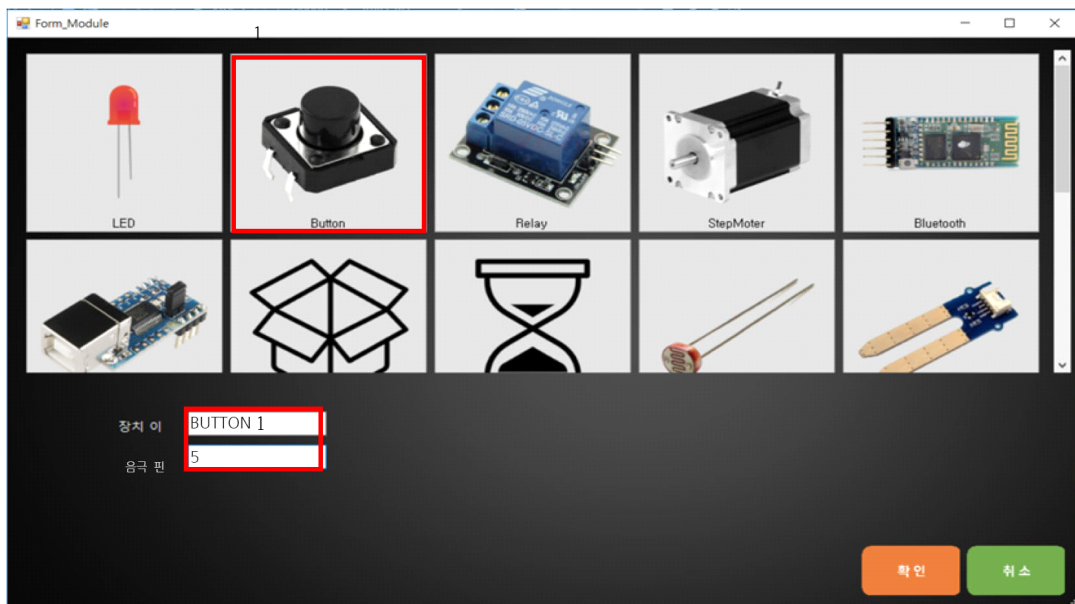 Form_Module
1
LED
Button
Relay
StepMoter
Bluetooth
장치 이
BUTTON 1
음극 핀
5
확 인
취 소